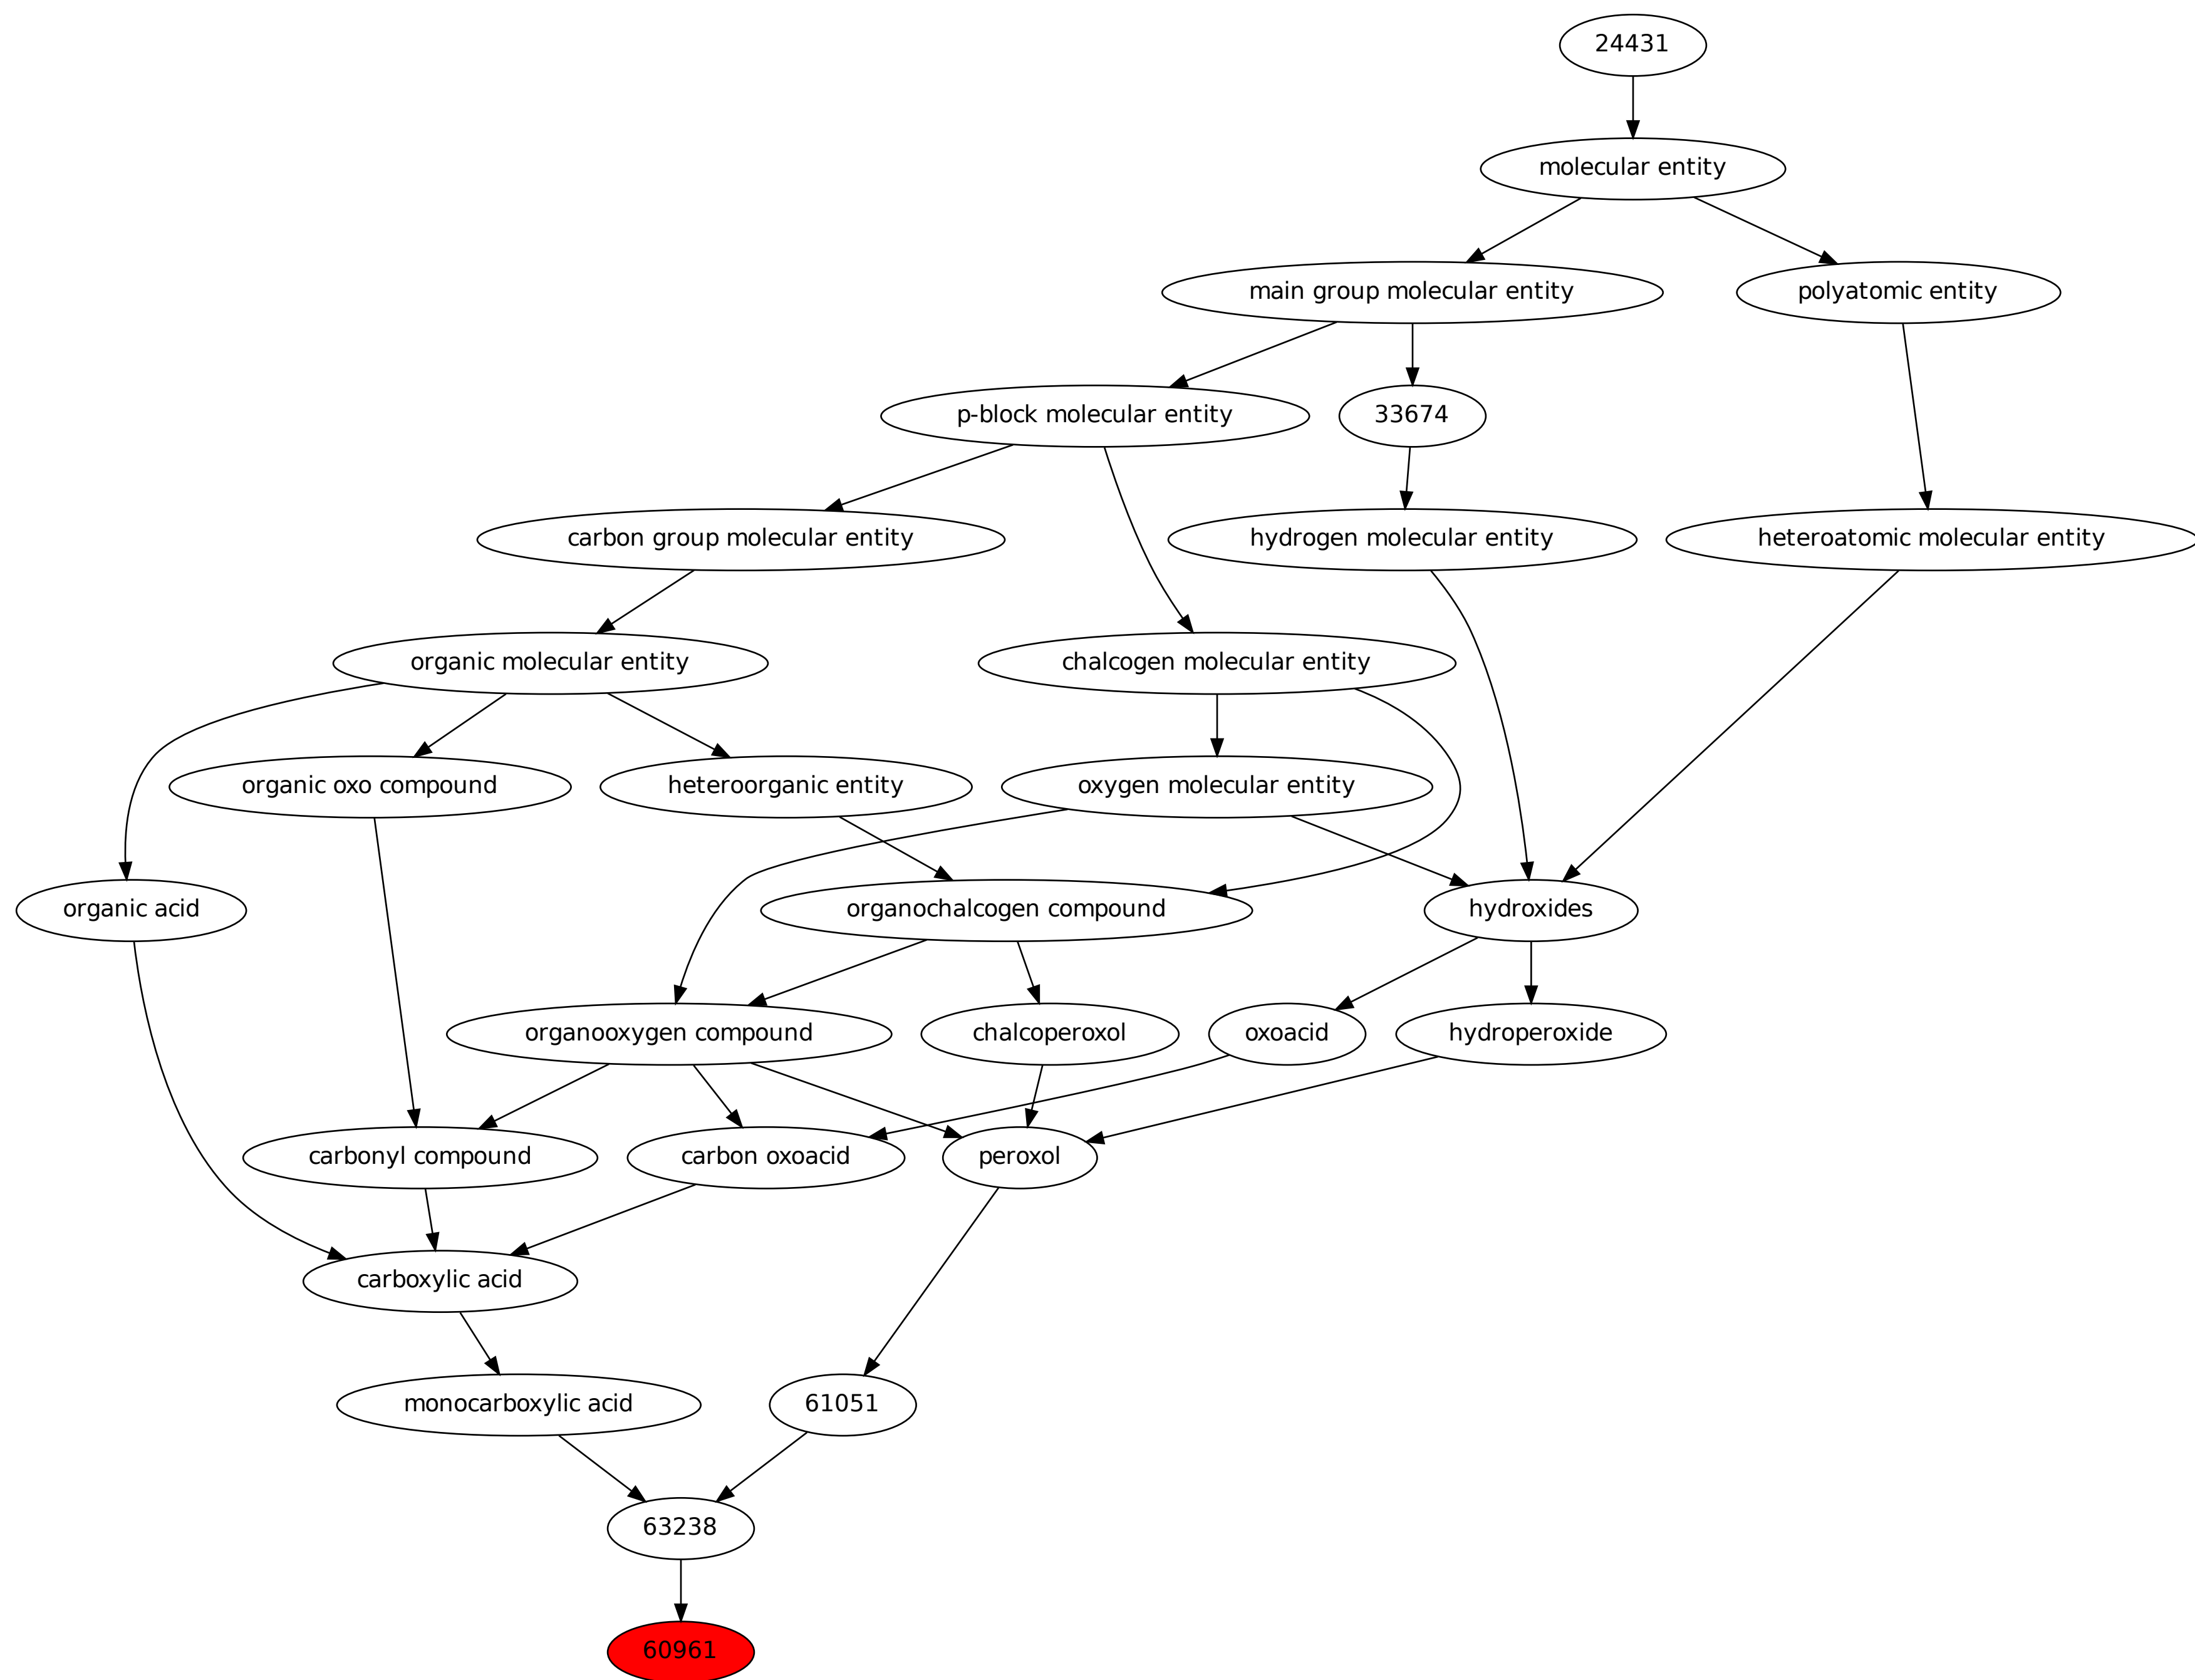 24431
molecular entity
main group molecular entity
polyatomic entity
p-block molecular entity
33674
carbon group molecular entity
hydrogen molecular entity
heteroatomic molecular entity
organic molecular entity
chalcogen molecular entity
organic oxo compound
heteroorganic entity
oxygen molecular entity
organic acid
organochalcogen compound
hydroxides
organooxygen compound
chalcoperoxol
oxoacid
hydroperoxide
carbonyl compound
carbon oxoacid
peroxol
carboxylic acid
monocarboxylic acid
61051
63238
60961